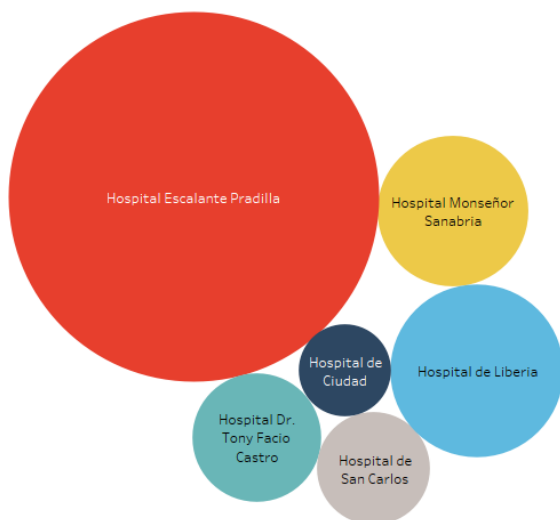 Hospital Escalante Pradilla
Hospital Monseñor
Sanabria
Hospital de
Ciudad
Hospital de Liberia
Hospital Dr.
Tony Facio
Castro
Hospital de
San Carlos